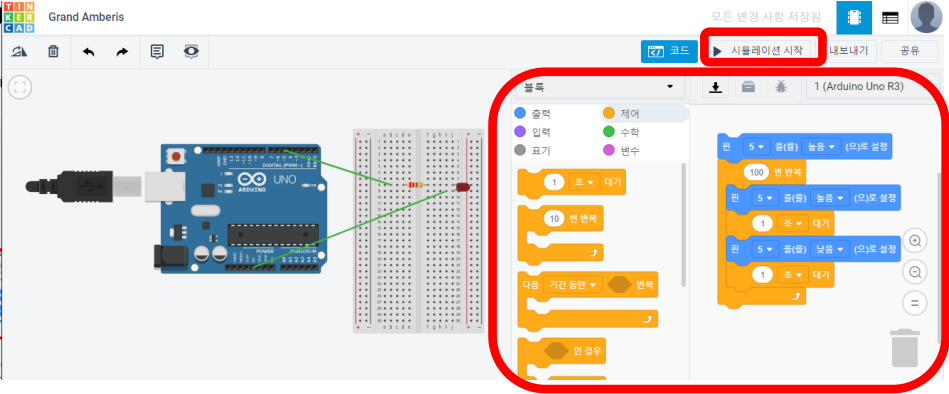 TIN
KER
CAD
Grand Amberis
모든 변경 사항 저장됨
코드
시뮬레이션 시작
내보내기
공유
블록
1 (Arduino Uno R3)
출력
제어
입력
수학
표기
변수
1 초 대기
10 번 반복
다음 기간 동안 반복
인 경우
핀 5 을(를) 높음 (으)로 설정
100 번 반복
핀 5 을(를) 높음 (으)로 설정
1 초 대기
핀 5 을(를) 낮음 (으)로 설정
1 초 대기
DIGITAL (PWM~)
UNO
ARDUINO
POWER
ANALOG IN
a b c d e
f g h i j
a b c d e
f g h i j